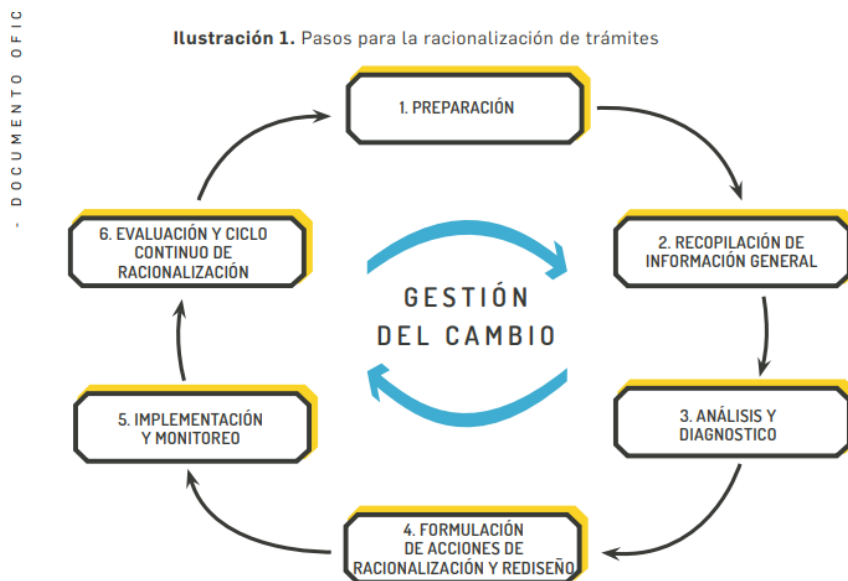 - DOCUMENTO OFIC
Ilustración 1. Pasos para la racionalización de trámites
1. PREPARACIÓN
2. RECOPILACIÓN DE
INFORMACIÓN GENERAL
3. ANÁLISIS Y
DIAGNOSTICO
4. FORMULACIÓN
DE ACCIONES DE
RACIONALIZACIÓN Y REDISEÑO
5. IMPLEMENTACIÓN
Y MONITOREO
6. EVALUACIÓN Y CICLO
CONTINUO DE
RACIONALIZACIÓN
GESTIÓN
DEL CAMBIO